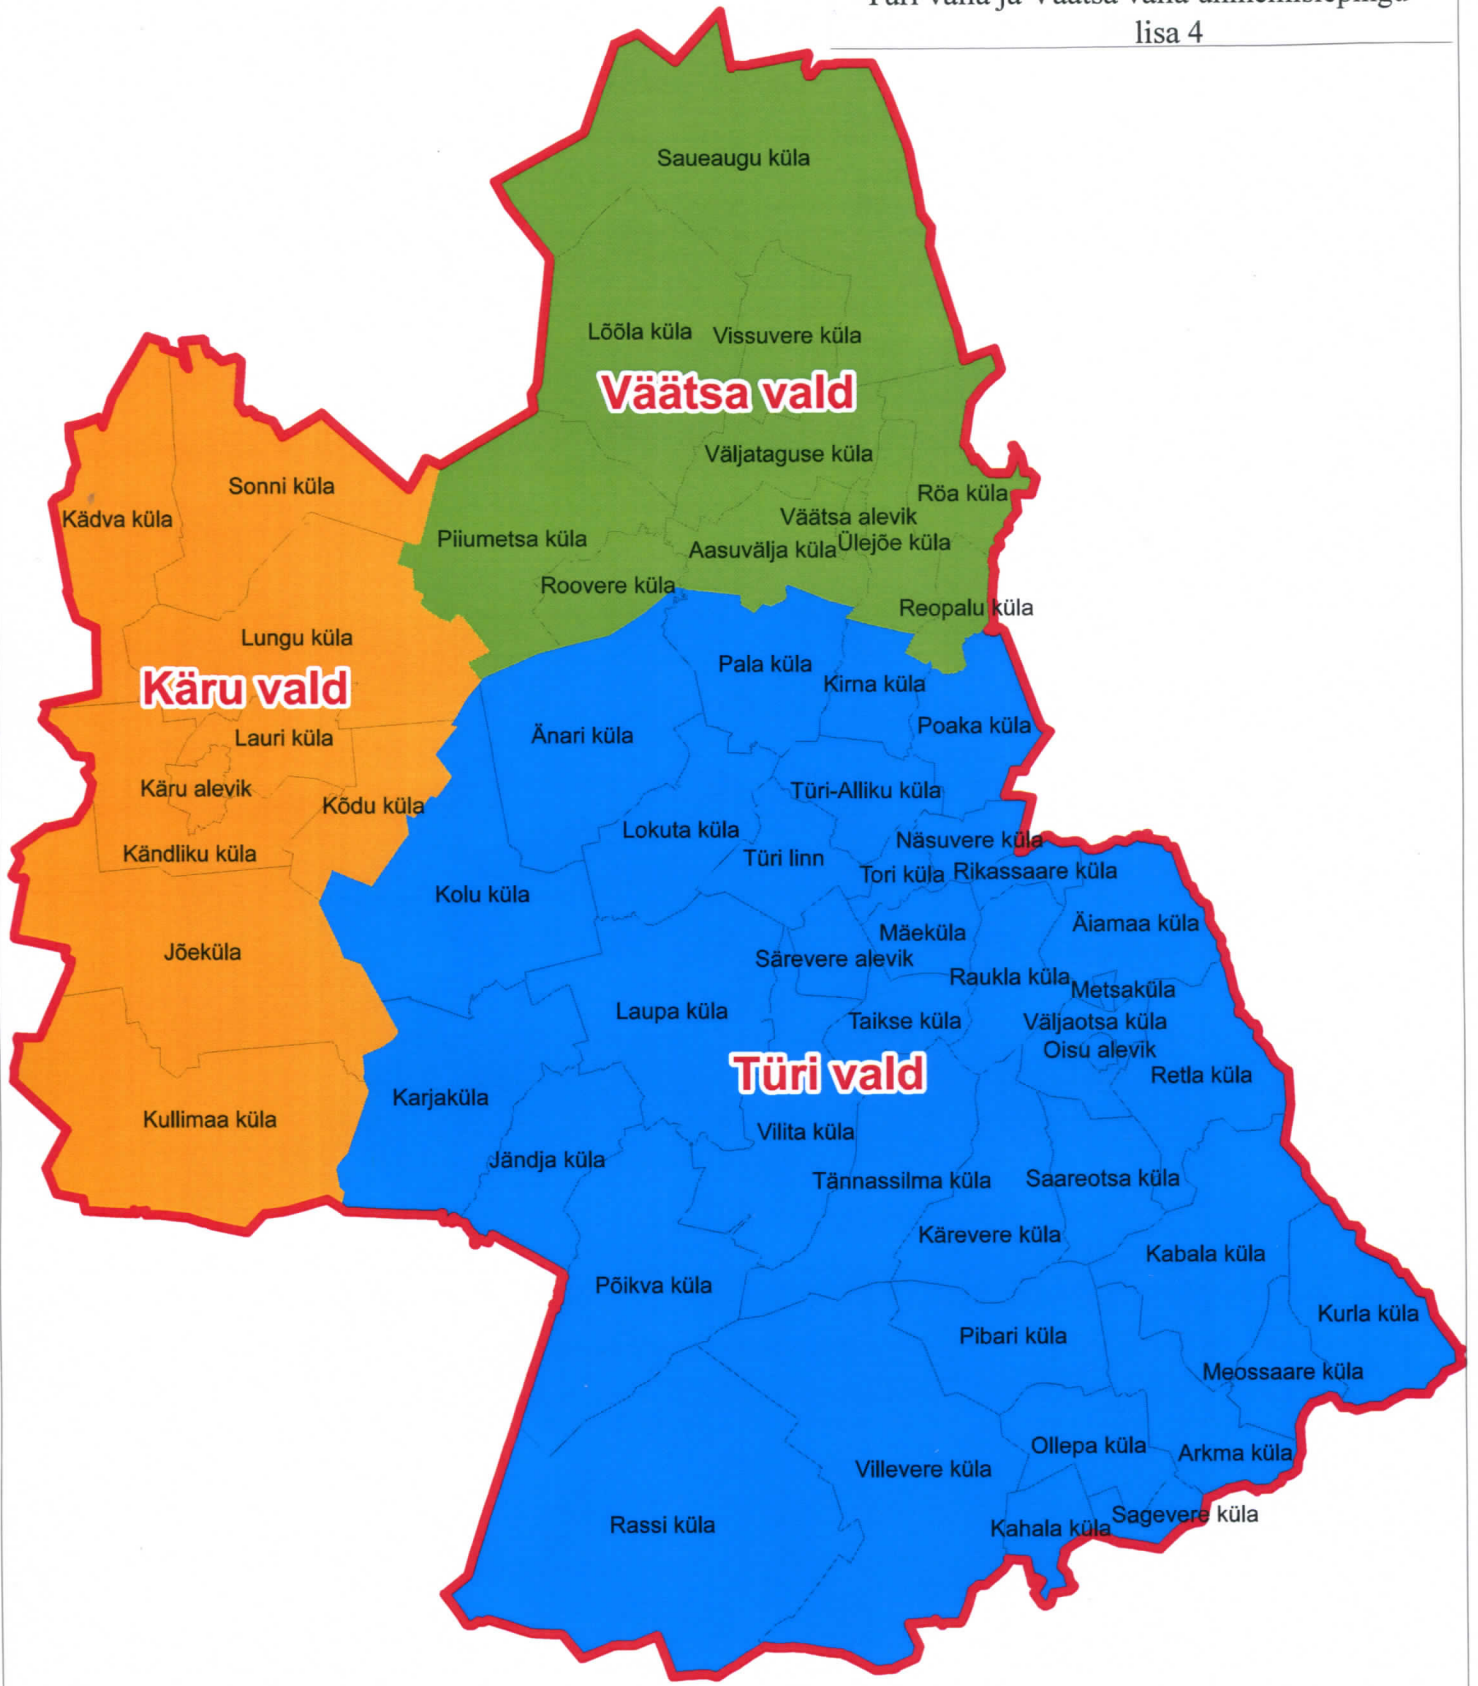 lisa 4
Saueaugu küla
Lõõla küla
Vissuvere küla
Väätsa vald
Väljataguse küla
Röa küla
Väätsa alevik
Piiumetsa küla
Aasuvälja küla
Ülejõe küla
Roovere küla
Reopalu küla
Kädva küla
Sonni küla
Lungu küla
Käru vald
Lauri küla
Käru alevik
Kõdu küla
Kändliku küla
Jõeküla
Kullimaa küla
Pala küla
Kirna küla
Änari küla
Poaka küla
Türi-Alliku küla
Lokuta küla
Näsuvere küla
Türi linn
Tori küla
Rikassaare küla
Kolu küla
Mäeküla
Äiamaa küla
Särevere alevik
Raukla küla
Metsaküla
Laupa küla
Taikse küla
Väljaotsa küla
Oisu alevik
Türi vald
Retla küla
Karjaküla
Vilita küla
Jändja küla
Tännassilma küla
Saareotsa küla
Kärevere küla
Kabala küla
Põikva küla
Kurla küla
Pibari küla
Meossaare küla
Ollepa küla
Arkma küla
Villevere küla
Sagevere küla
Rassi küla
Kahala küla